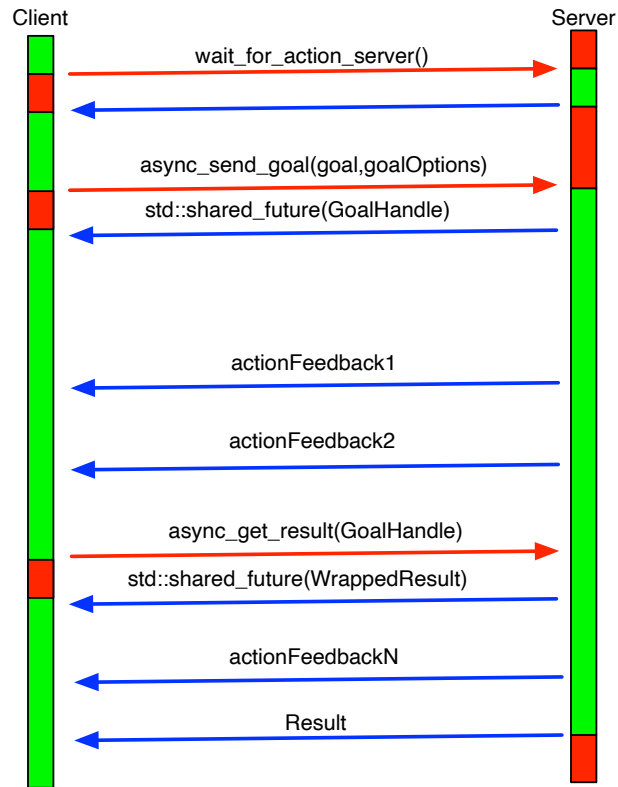 Client
Server
wait_for_action_server()
async_send_goal(goal,goalOptions)
std::shared_future(GoalHandle)
actionFeedback1
actionFeedback2
async_get_result(GoalHandle)
std::shared_future(WrappedResult)
actionFeedbackN
Result